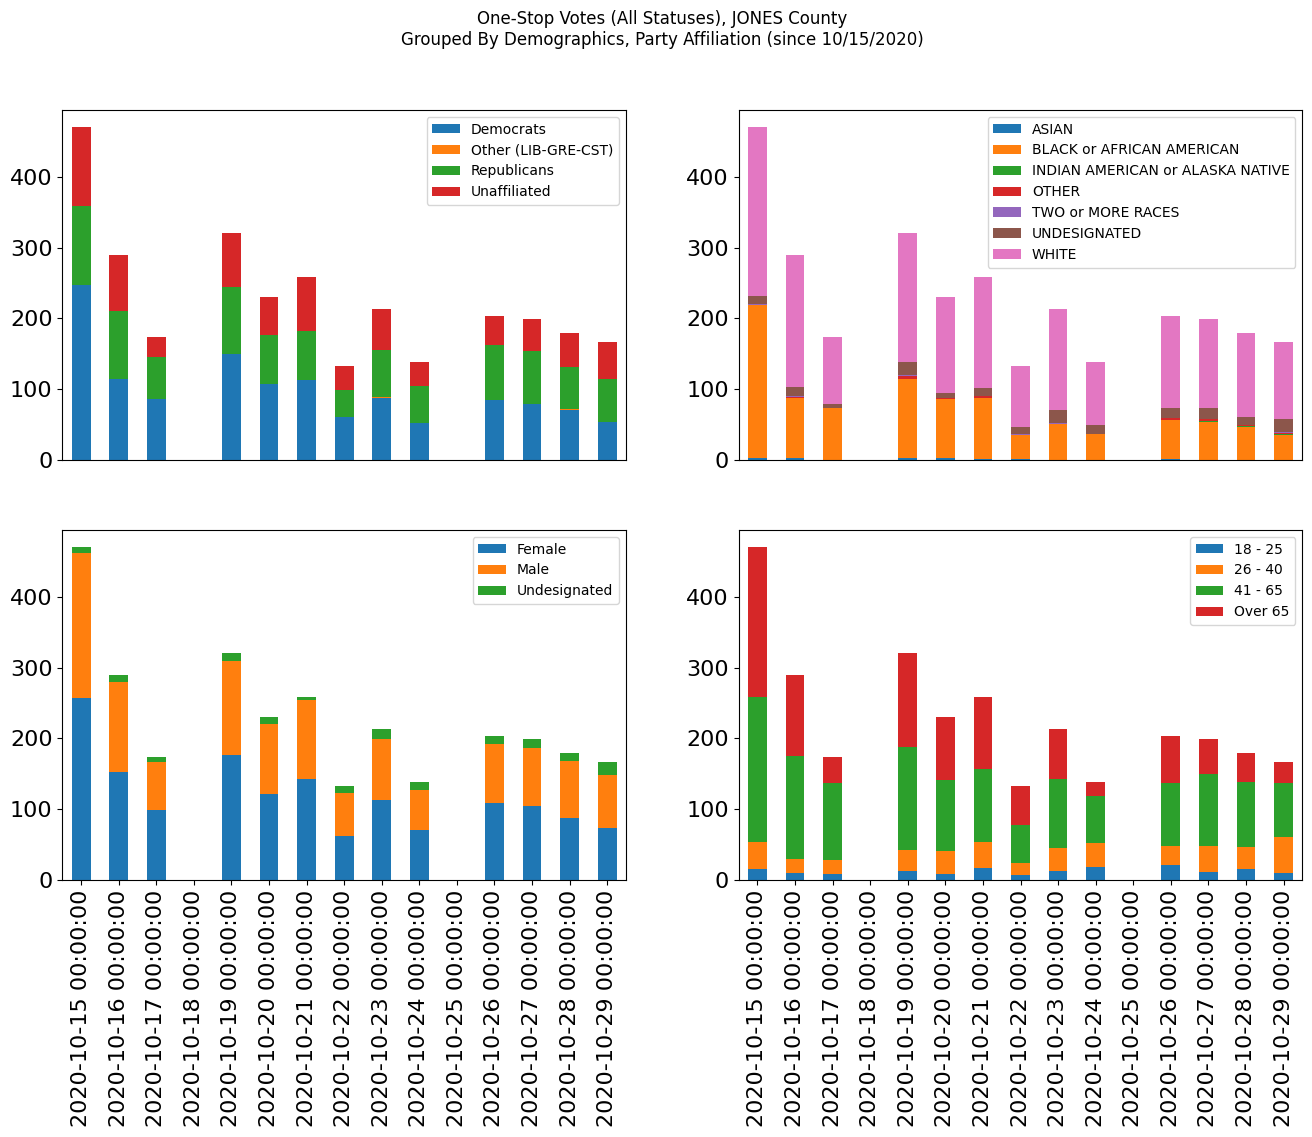 One-Stop Votes (All Statuses), JONES County
Grouped By Demographics, Party Affiliation (since 10/15/2020)
400
300
200
100
0
Democrats
Other (LIB-GRE-CST)
Republicans
Unaffiliated
400
300
200
100
0
ASIAN
BLACK or AFRICAN AMERICAN
INDIAN AMERICAN or ALASKA NATIVE
OTHER
TWO or MORE RACES
UNDESIGNATED
WHITE
400
300
200
100
0
Female
Male
Undesignated
2020-10-15 00:00:00
2020-10-16 00:00:00
2020-10-17 00:00:00
2020-10-18 00:00:00
2020-10-19 00:00:00
2020-10-20 00:00:00
2020-10-21 00:00:00
2020-10-22 00:00:00
2020-10-23 00:00:00
2020-10-24 00:00:00
2020-10-25 00:00:00
2020-10-26 00:00:00
2020-10-27 00:00:00
2020-10-28 00:00:00
2020-10-29 00:00:00
400
300
200
100
0
18 - 25
26 - 40
41 - 65
Over 65
2020-10-15 00:00:00
2020-10-16 00:00:00
2020-10-17 00:00:00
2020-10-18 00:00:00
2020-10-19 00:00:00
2020-10-20 00:00:00
2020-10-21 00:00:00
2020-10-22 00:00:00
2020-10-23 00:00:00
2020-10-24 00:00:00
2020-10-25 00:00:00
2020-10-26 00:00:00
2020-10-27 00:00:00
2020-10-28 00:00:00
2020-10-29 00:00:00